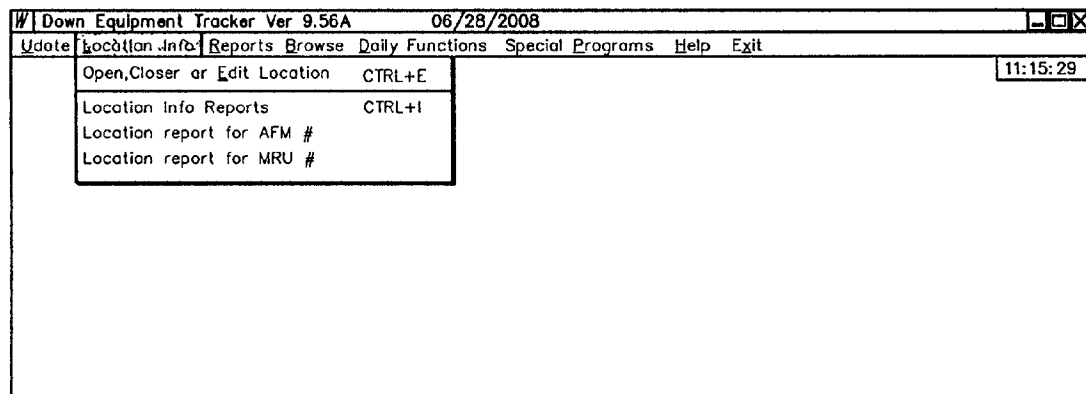 W Down Equipment Tracker Ver 9.56A 06/28/2008
Udate Location Info Reports Browse Daily Functions Special Programs Help Exit
11:15:29
Open,Closer or Edit Location CTRL+E
Location Info Reports CTRL+I
Location report for AFM #
Location report for MRU #